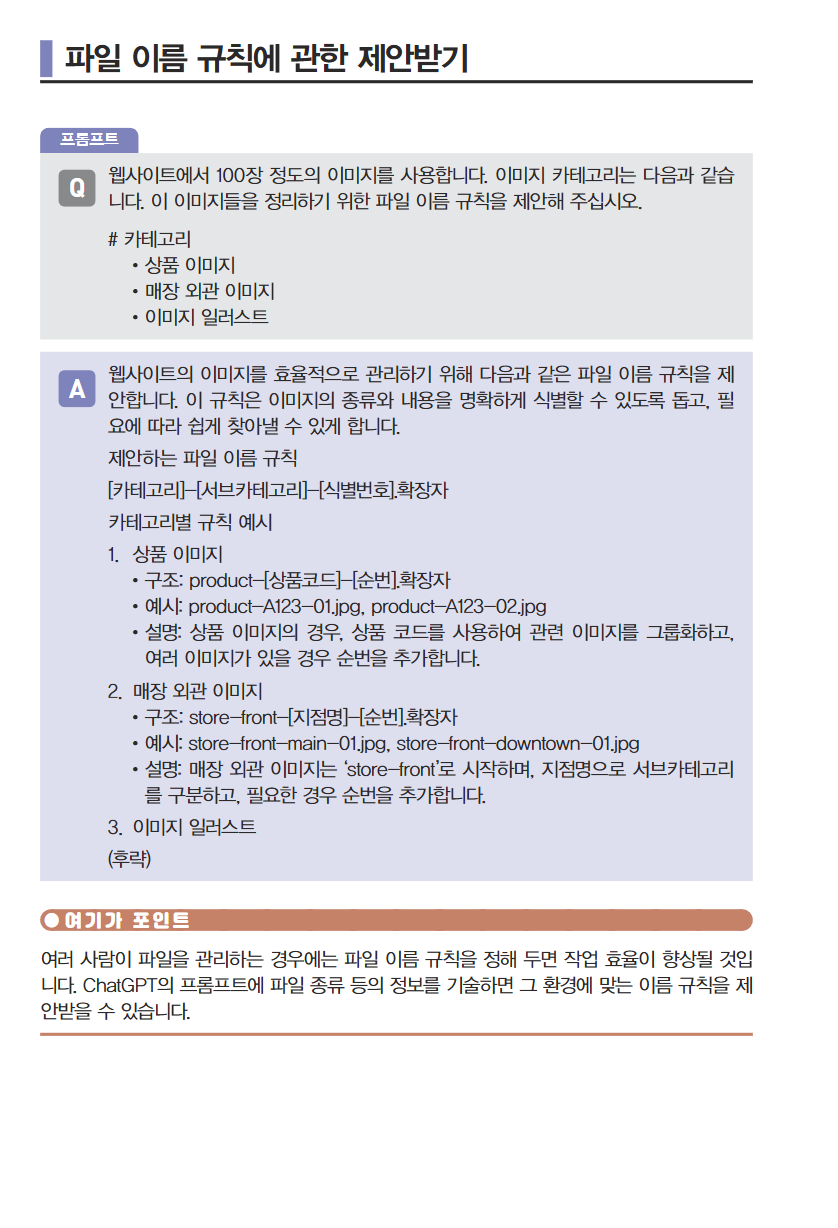 파일 이름 규칙에 관한 제안받기
프롬프트
Q
웹사이트에서 100장 정도의 이미지를 사용합니다. 이미지 카테고리는 다음과 같습
니다. 이 이미지들을 정리하기 위한 파일 이름 규칙을 제안해 주십시오.
# 카테고리
• 상품 이미지
• 매장 외관 이미지
• 이미지 일러스트
A
웹사이트의 이미지를 효율적으로 관리하기 위해 다음과 같은 파일 이름 규칙을 제
안합니다. 이 규칙은 이미지의 종류와 내용을 명확하게 식별할 수 있도록 돕고, 필
요에 따라 쉽게 찾아낼 수 있게 합니다.
제안하는 파일 이름 규칙
[카테고리]-[서브카테고리]-[식별번호].확장자
카테고리별 규칙 예시
1. 상품 이미지
• 구조: product-[상품코드]-[순번].확장자
• 예시: product-A123-01.jpg, product-A123-02.jpg
• 설명: 상품 이미지의 경우, 상품 코드를 사용하여 관련 이미지를 그룹화하고,
여러 이미지가 있을 경우 순번을 추가합니다.
2. 매장 외관 이미지
• 구조: store-front-[지점명]-[순번].확장자
• 예시: store-front-main-01.jpg, store-front-downtown-01.jpg
• 설명: 매장 외관 이미지는 ‘store-front’로 시작하며, 지점명으로 서브카테고리
를 구분하고, 필요한 경우 순번을 추가합니다.
3. 이미지 일러스트
(후략)
● 여기가 포인트
여러 사람이 파일을 관리하는 경우에는 파일 이름 규칙을 정해 두면 작업 효율이 향상될 것입
니다. ChatGPT의 프롬프트에 파일 종류 등의 정보를 기술하면 그 환경에 맞는 이름 규칙을 제
안받을 수 있습니다.